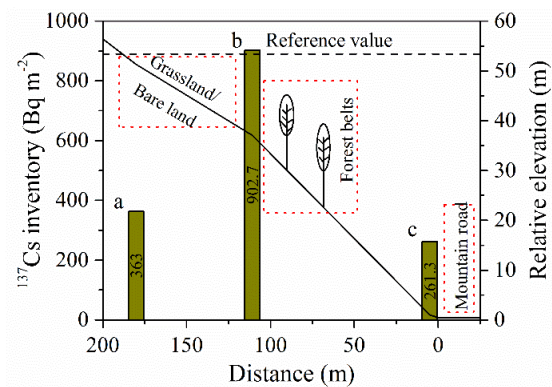 1000
800
600
400
200
0
¹³⁷Cs inventory (Bq m⁻²)
60
50
40
30
20
10
0
Relative elevation (m)
200
150
100
50
0
Distance (m)
Reference value
Grassland/
Bare land
Forest belts
Mountain road
a
363
b
902.7
c
261.3